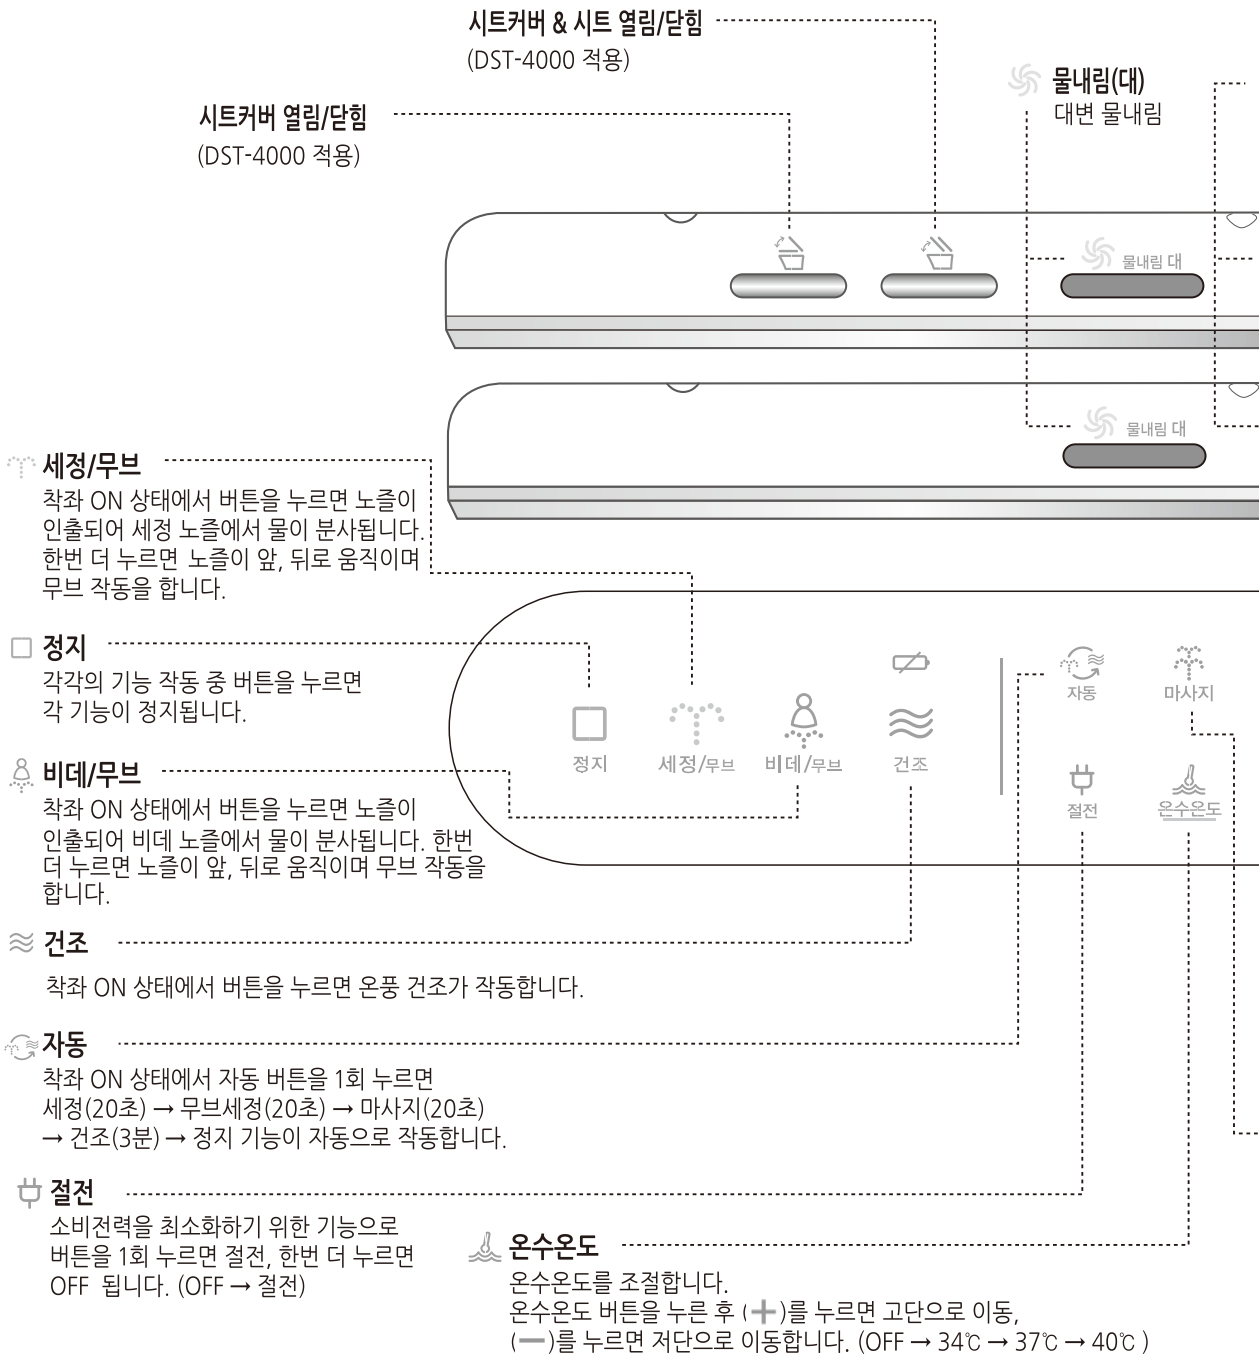 시트커버 & 시트 열림/닫힘
(DST-4000 적용)
물내림(대)
대변 물내림
시트커버 열림/닫힘
(DST-4000 적용)
물내림 대
물내림 대
세정/무브
착좌 ON 상태에서 버튼을 누르면 노즐이
인출되어 세정 노즐에서 물이 분사됩니다.
한번 더 누르면 노즐이 앞, 뒤로 움직이며
무브 작동을 합니다.
정지
각각의 기능 작동 중 버튼을 누르면
각 기능이 정지됩니다.
비데/무브
착좌 ON 상태에서 버튼을 누르면 노즐이
인출되어 비데 노즐에서 물이 분사됩니다. 한번
더 누르면 노즐이 앞, 뒤로 움직이며 무브 작동을
합니다.
정지
세정/무브
비데/무브
건조
자동
마사지
절전
온수온도
건조
착좌 ON 상태에서 버튼을 누르면 온풍 건조가 작동합니다.
자동
착좌 ON 상태에서 자동 버튼을 1회 누르면
세정(20초) → 무브세정(20초) → 마사지(20초)
→ 건조(3분) → 정지 기능이 자동으로 작동합니다.
절전
소비전력을 최소화하기 위한 기능으로
버튼을 1회 누르면 절전, 한번 더 누르면
OFF 됩니다. (OFF → 절전)
온수온도
온수온도를 조절합니다.
온수온도 버튼을 누른 후 (+)를 누르면 고단으로 이동,
(−)를 누르면 저단으로 이동합니다. (OFF → 34℃ → 37℃ → 40℃ )